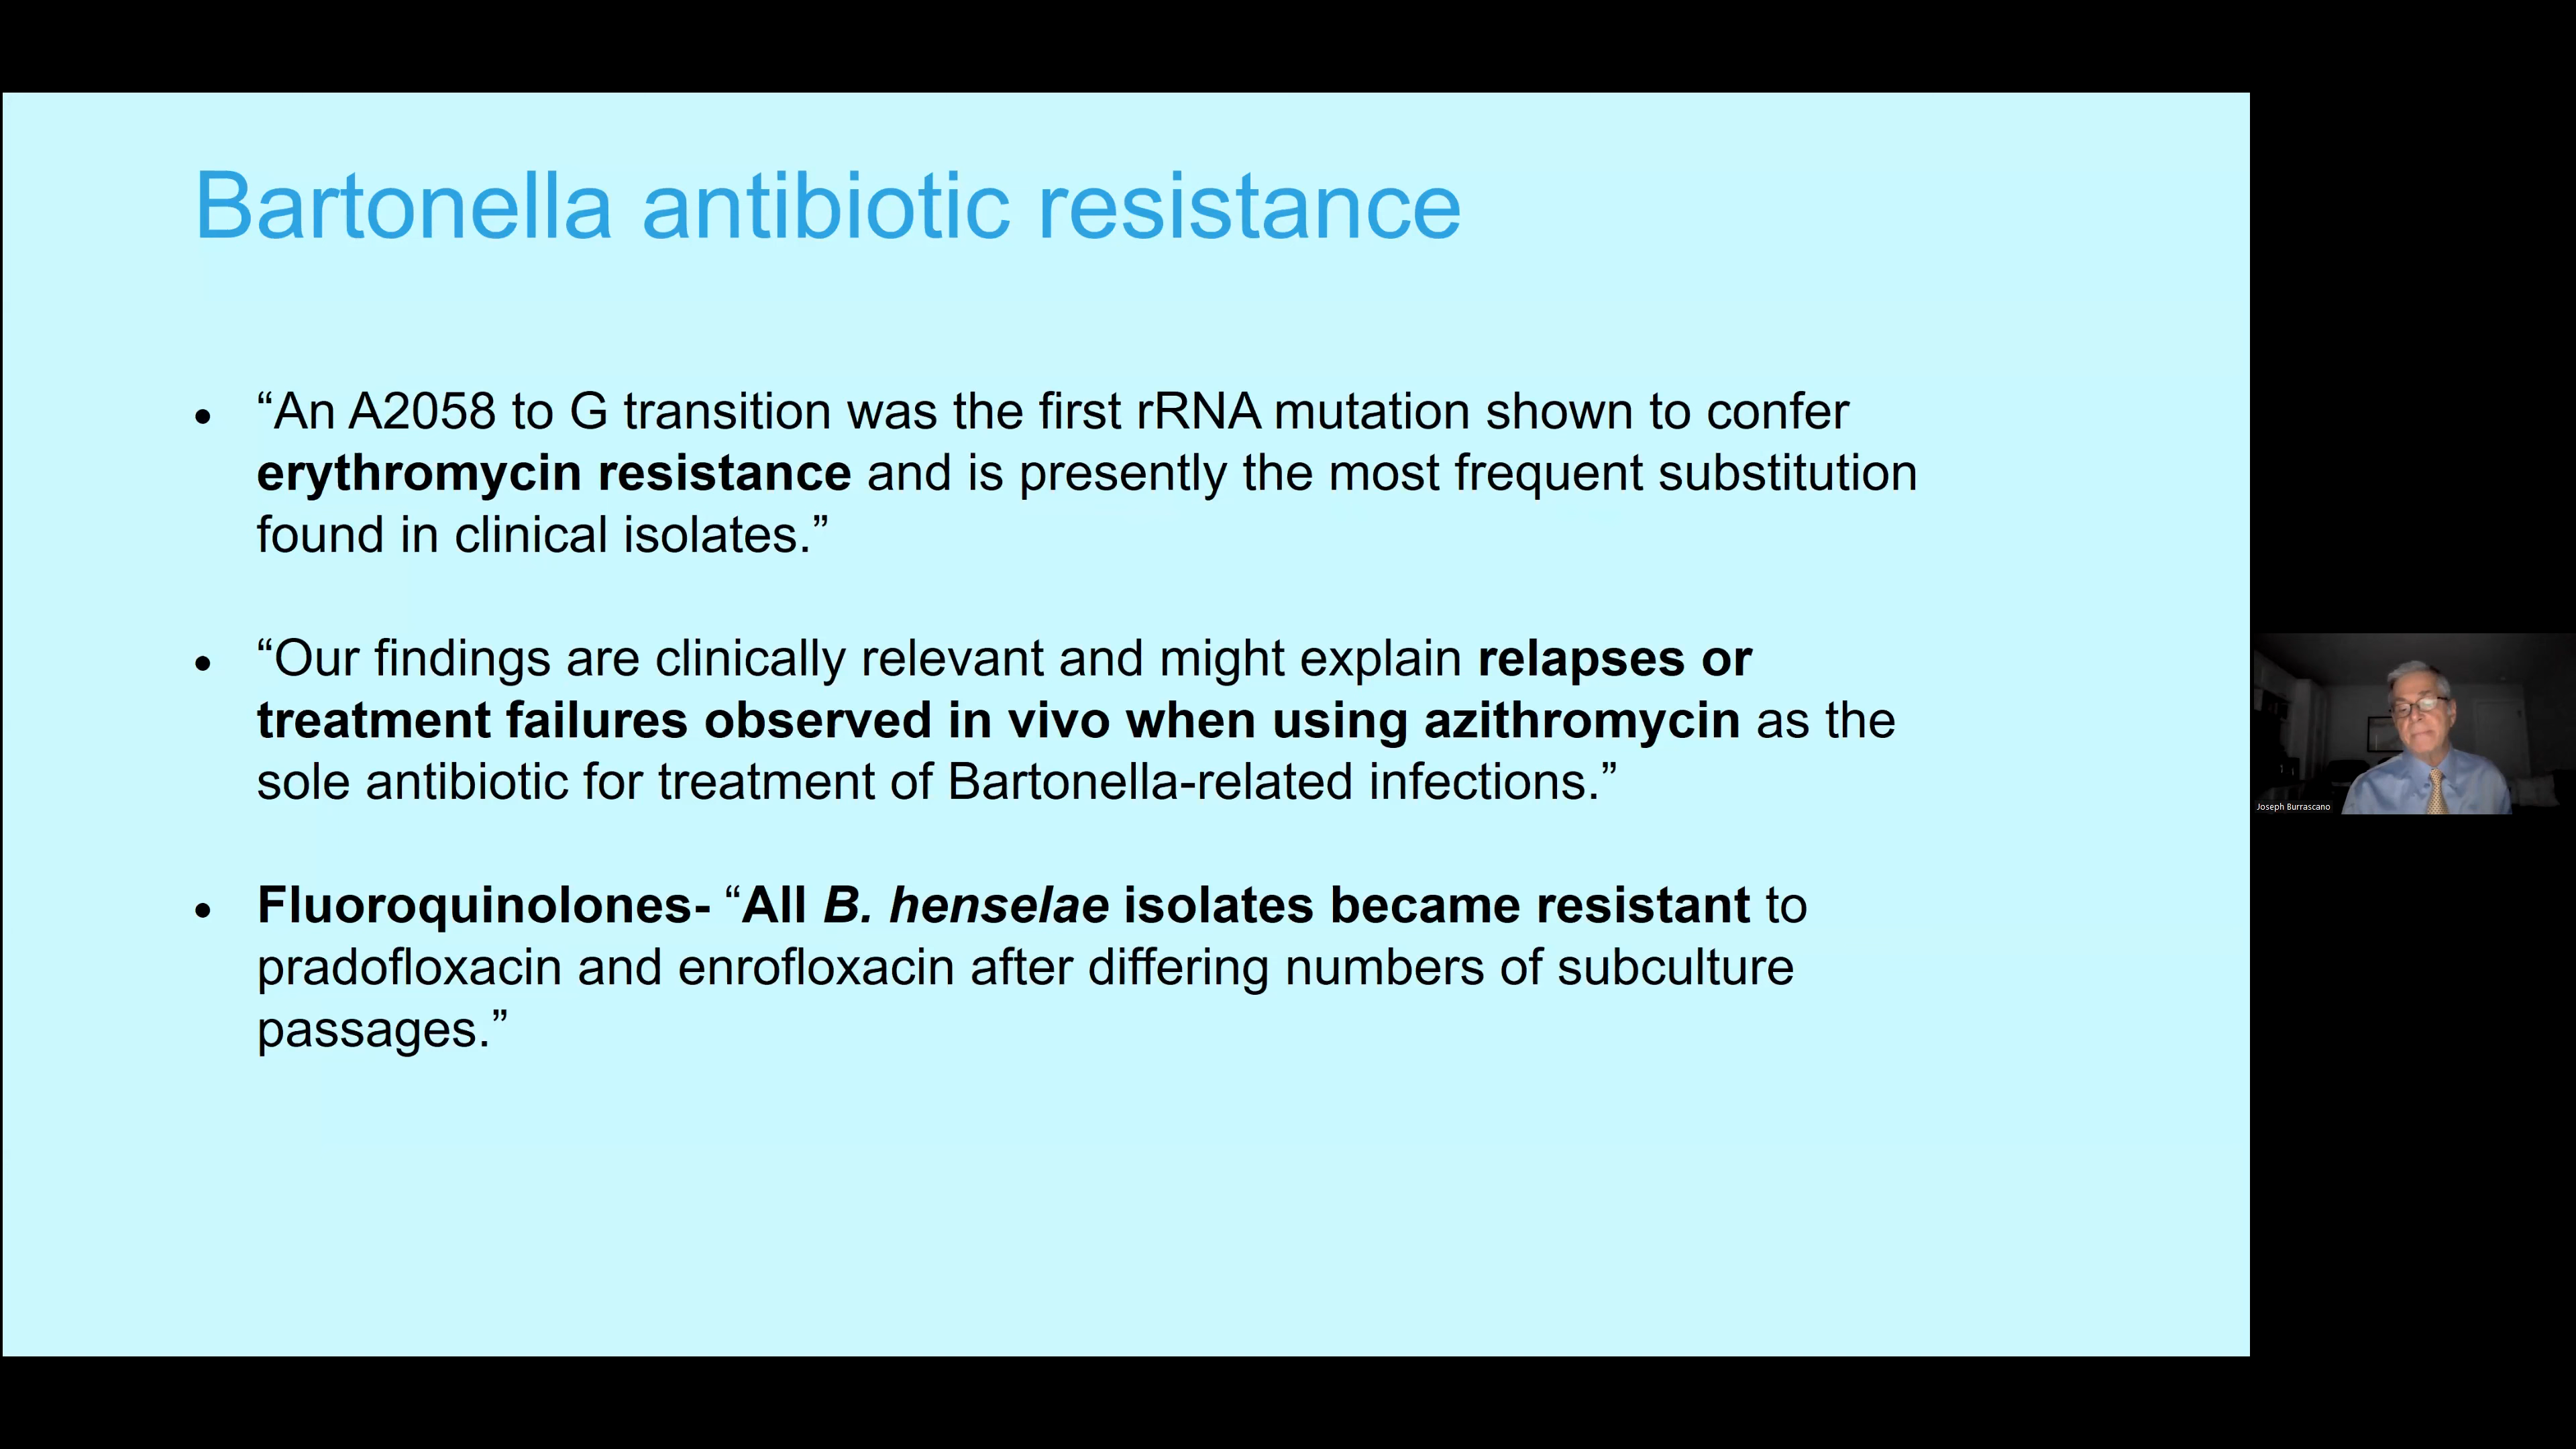 Bartonella antibiotic resistance
• “An A2058 to G transition was the first rRNA mutation shown to confer
erythromycin resistance and is presently the most frequent substitution
found in clinical isolates.”
• “Our findings are clinically relevant and might explain relapses or
treatment failures observed in vivo when using azithromycin as the
sole antibiotic for treatment of Bartonella-related infections.”
• Fluoroquinolones- “All B. henselae isolates became resistant to
pradofloxacin and enrofloxacin after differing numbers of subculture
passages.”
Joseph Burrascano